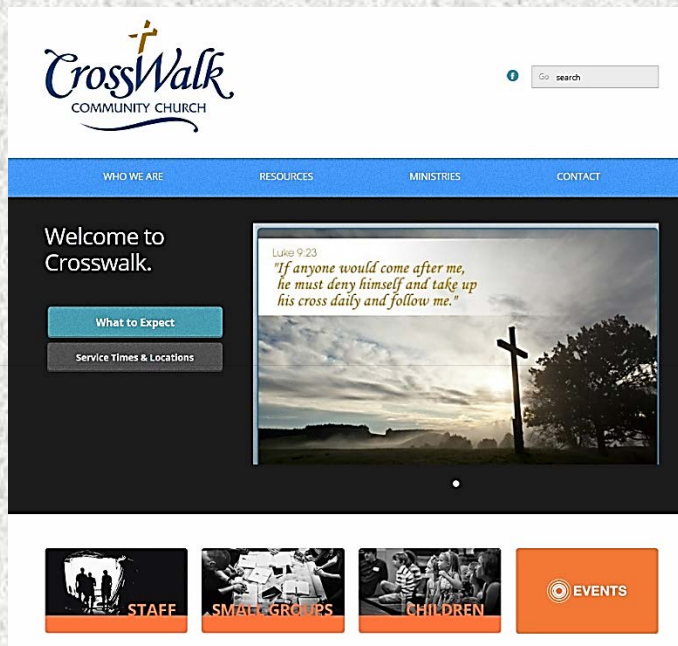 CrossWalk
COMMUNITY CHURCH
f
Go search
WHO WE ARE RESOURCES MINISTRIES CONTACT
Welcome to
Crosswalk.
What to Expect
Service Times & Locations
Luke 9:23
"If anyone would come after me,
he must deny himself and take up
his cross daily and follow me."
STAFF
SMALL GROUPS
CHILDREN
EVENTS